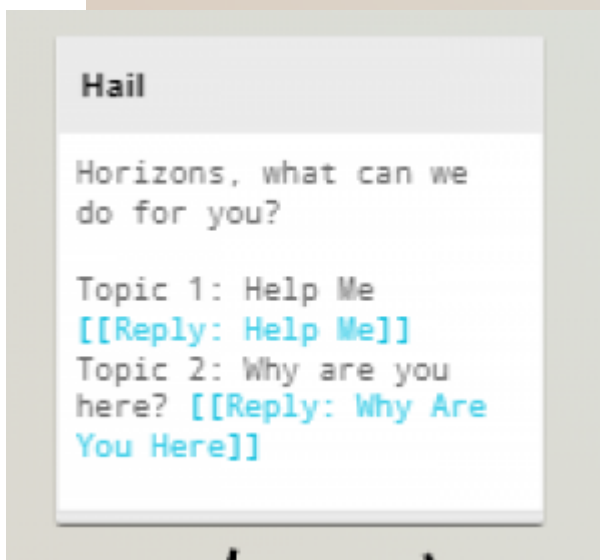 Hail
Horizons, what can we
do for you?
Topic 1: Help Me
[[Reply: Help Me]]
Topic 2: Why are you
here? [[Reply: Why Are
You Here]]